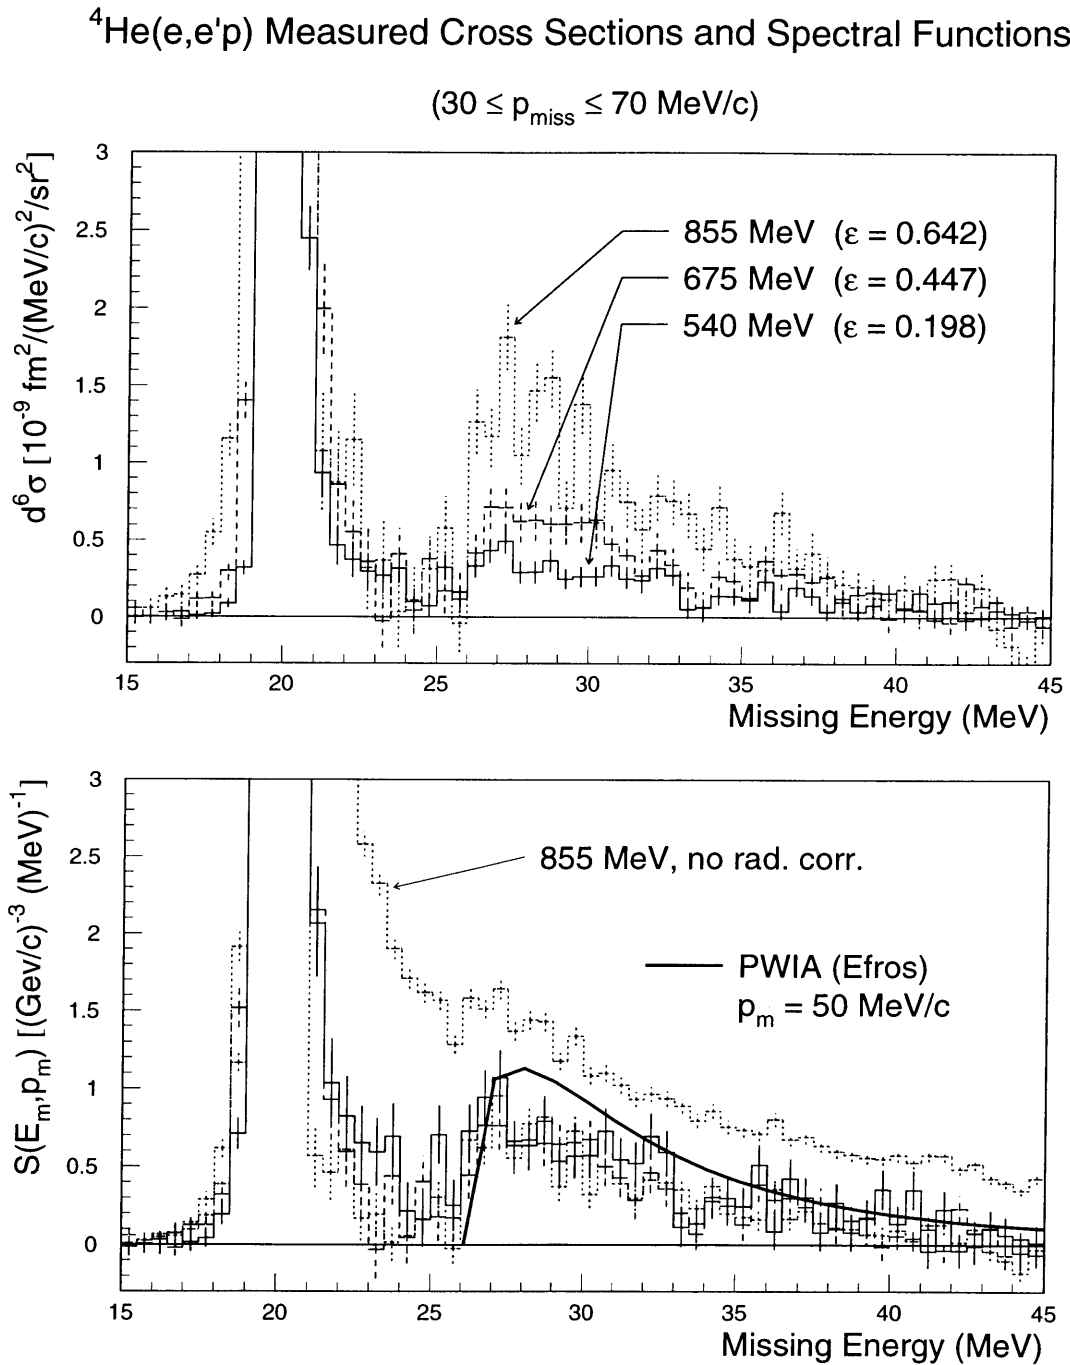 ⁴He(e,e'p) Measured Cross Sections and Spectral Functions
(30 ≤ pmiss ≤ 70 MeV/c)
d⁶σ [10⁻⁹ fm²/(MeV/c)²/sr²]
3
2.5
2
1.5
1
0.5
0
855 MeV (ε = 0.642)
675 MeV (ε = 0.447)
540 MeV (ε = 0.198)
15 20 25 30 35 40 45
Missing Energy (MeV)
S(Em,pm) [(Gev/c)⁻³ (MeV)⁻¹]
3
2.5
2
1.5
1
0.5
0
855 MeV, no rad. corr.
PWIA (Efros)
pm = 50 MeV/c
15 20 25 30 35 40 45
Missing Energy (MeV)